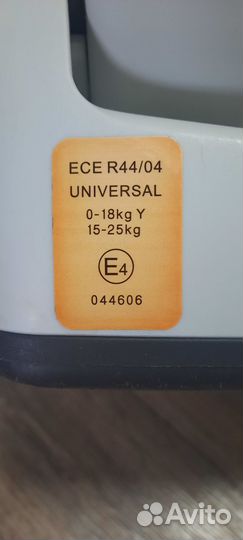 ECE R44/04
UNIVERSAL
0-18kg Y
15-25kg
E4
044606
Avito